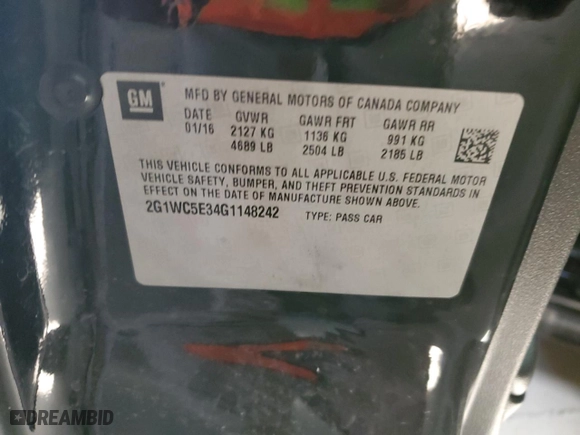 GM
MFD BY GENERAL MOTORS OF CANADA COMPANY
DATE GVWR GAWR FRT GAWR RR
01/16 2127 KG 1136 KG 991 KG
4689 LB 2504 LB 2185 LB
THIS VEHICLE CONFORMS TO ALL APPLICABLE U.S. FEDERAL MOTOR
VEHICLE SAFETY, BUMPER, AND THEFT PREVENTION STANDARDS IN
EFFECT ON THE DATE OF MANUFACTURE SHOWN ABOVE.
2G1WC5E34G1148242 TYPE: PASS CAR
DREAMBID